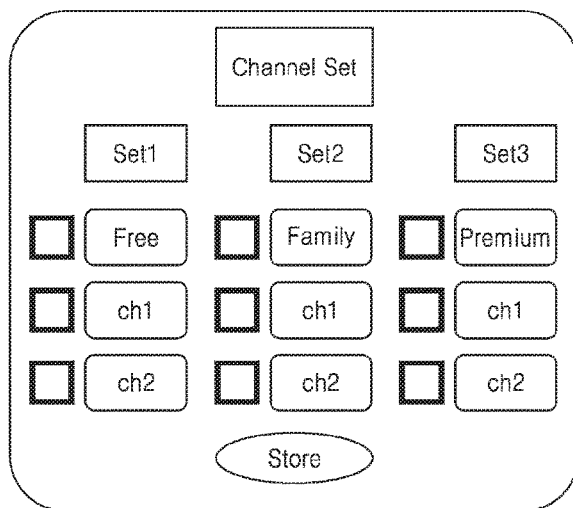 Channel Set
Set1 Set2 Set3
Free Family Premium
ch1 ch1 ch1
ch2 ch2 ch2
Store